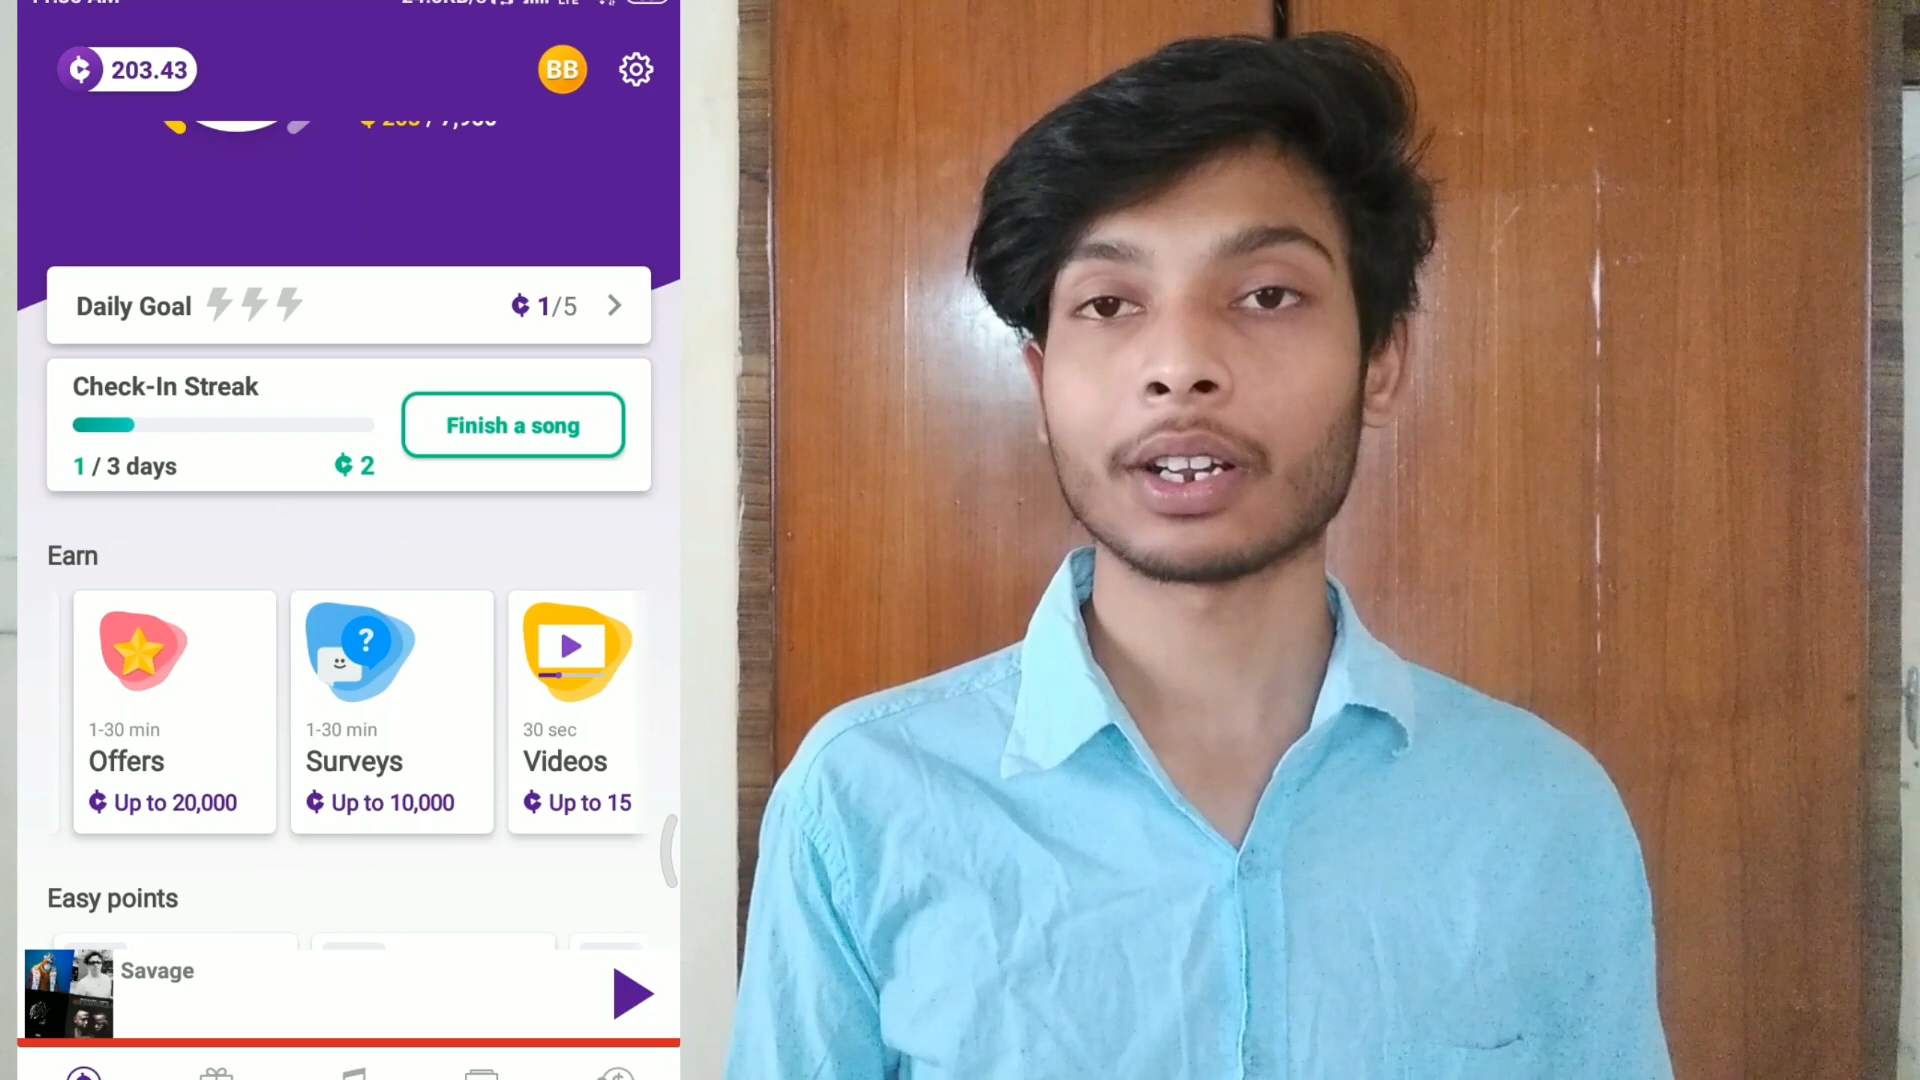 203.43
BB
Daily Goal
1/5
Check-In Streak
Finish a song
1 / 3 days
2
Earn
1-30 min
Offers
Up to 20,000
1-30 min
Surveys
Up to 10,000
30 sec
Videos
Up to 15
Easy points
Savage